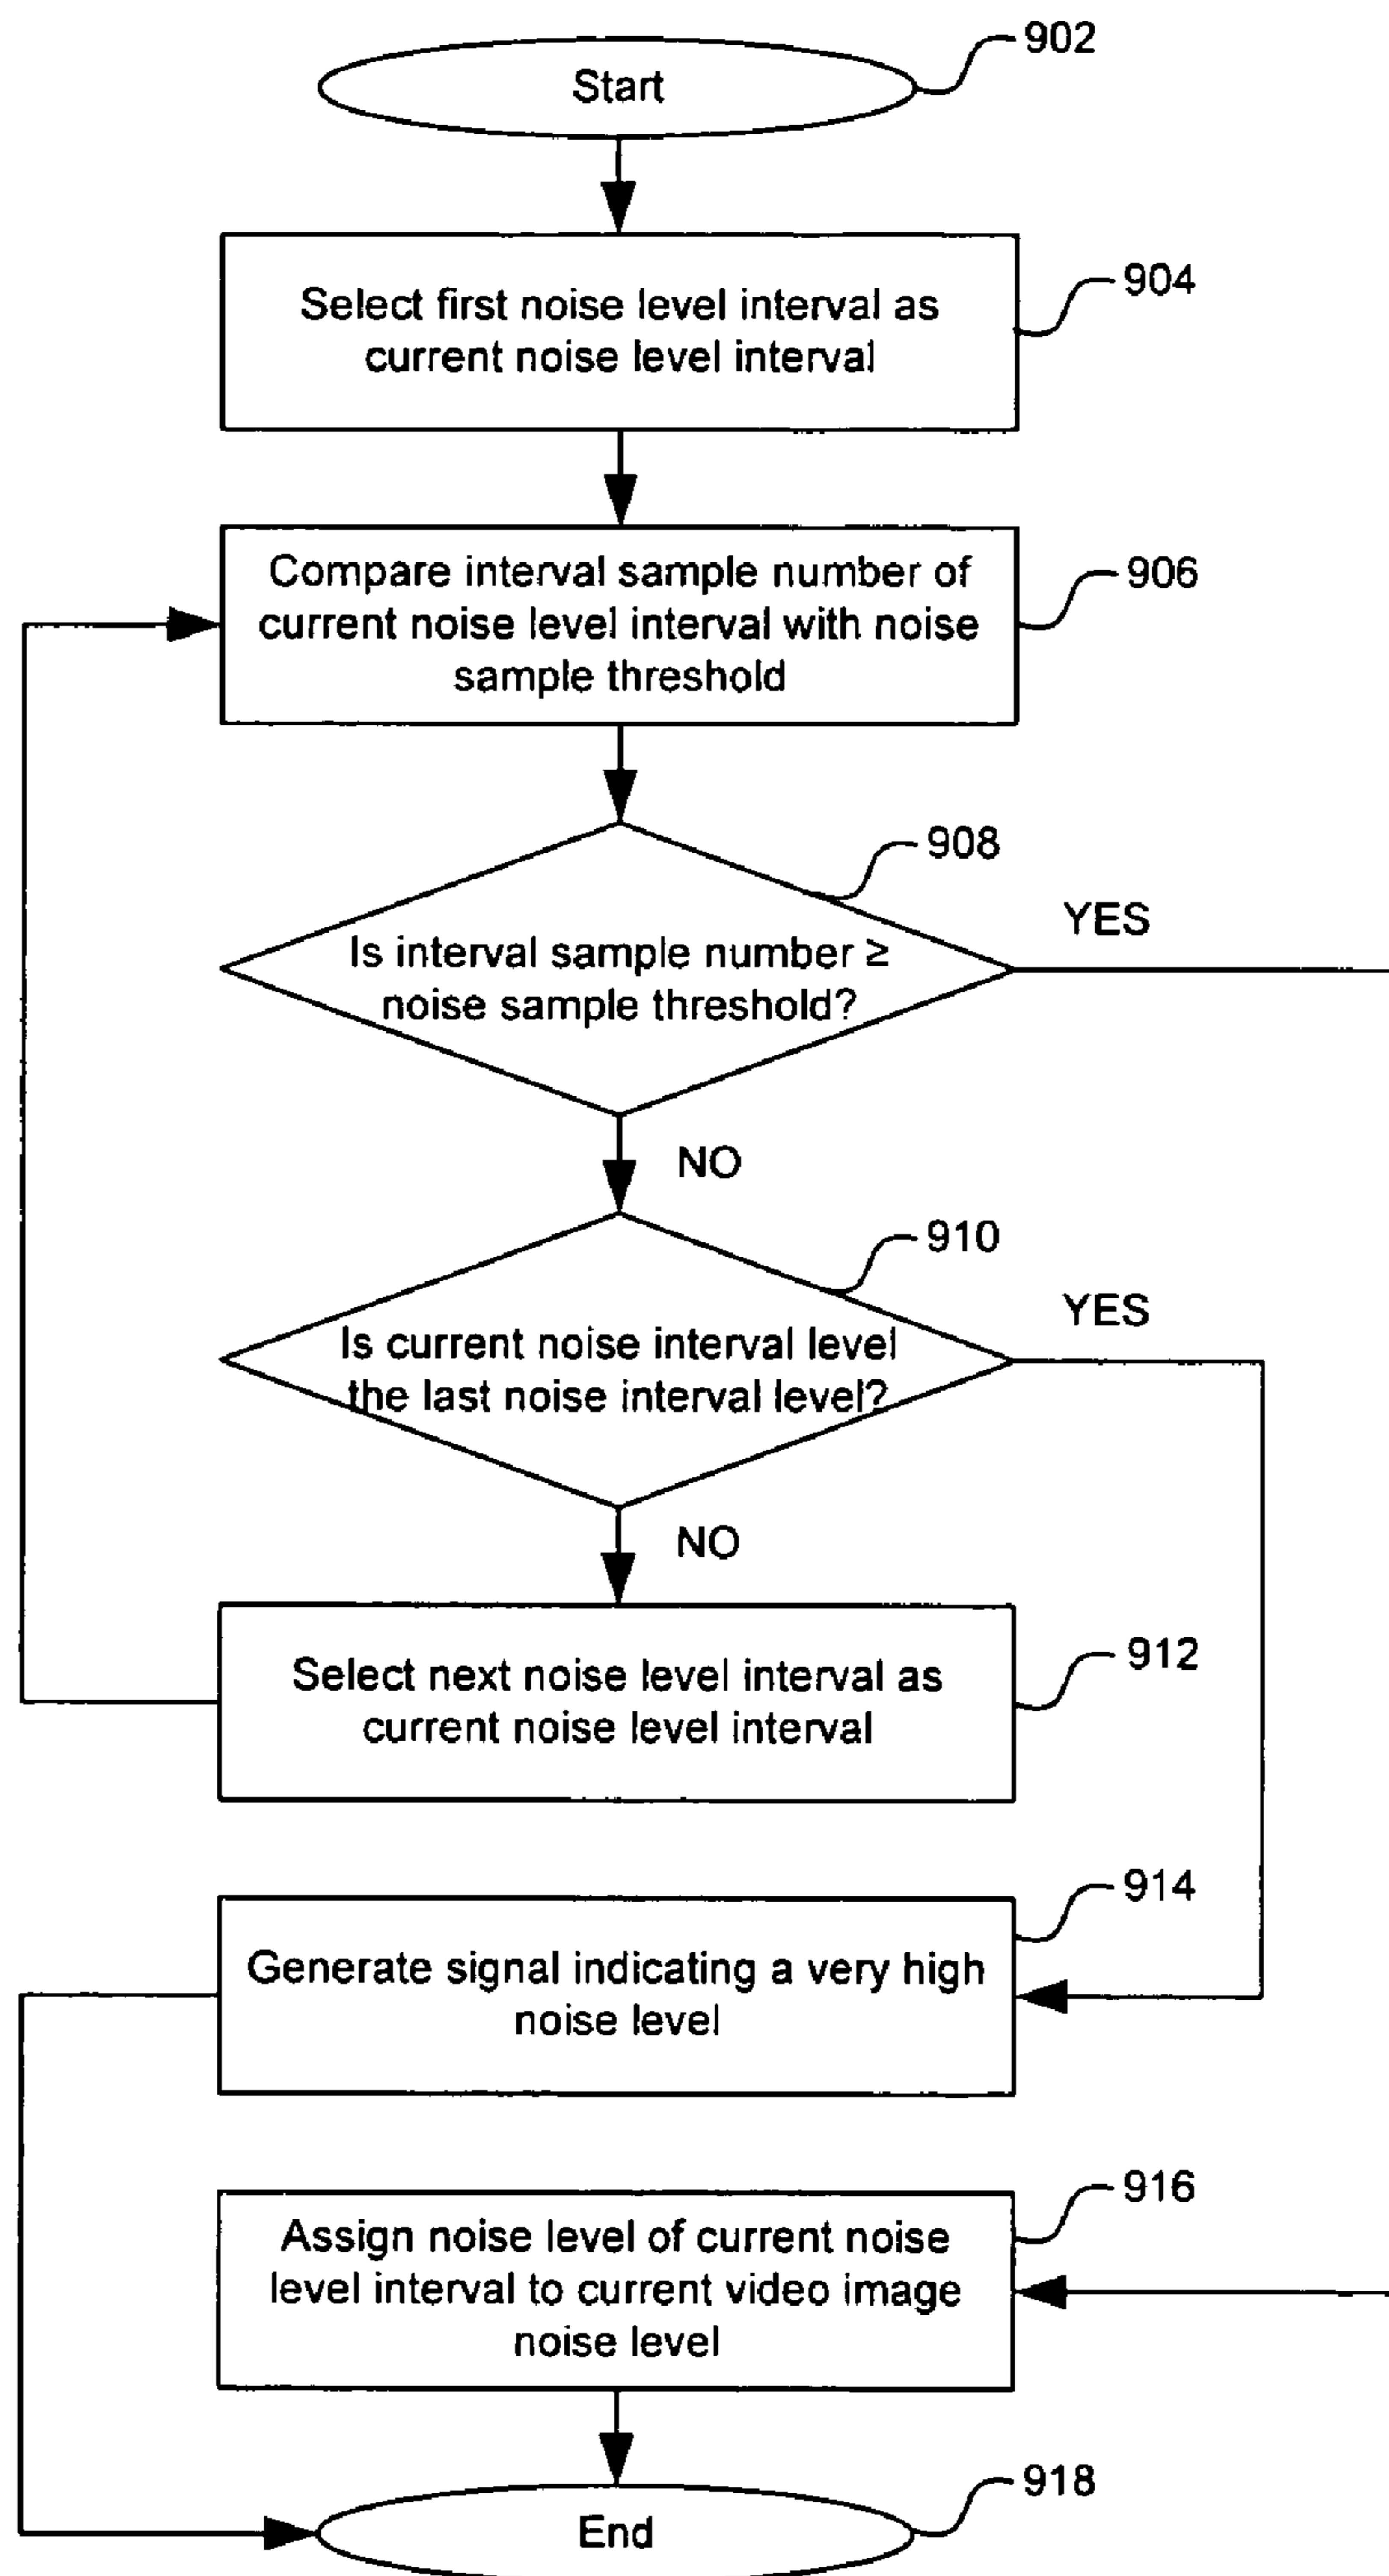 902
Start
904
Select first noise level interval as
current noise level interval
906
Compare interval sample number of
current noise level interval with noise
sample threshold
908
YES
Is interval sample number ≥
noise sample threshold?
NO
910
YES
Is current noise interval level
the last noise interval level?
NO
912
Select next noise level interval as
current noise level interval
914
Generate signal indicating a very high
noise level
916
Assign noise level of current noise
level interval to current video image
noise level
918
End